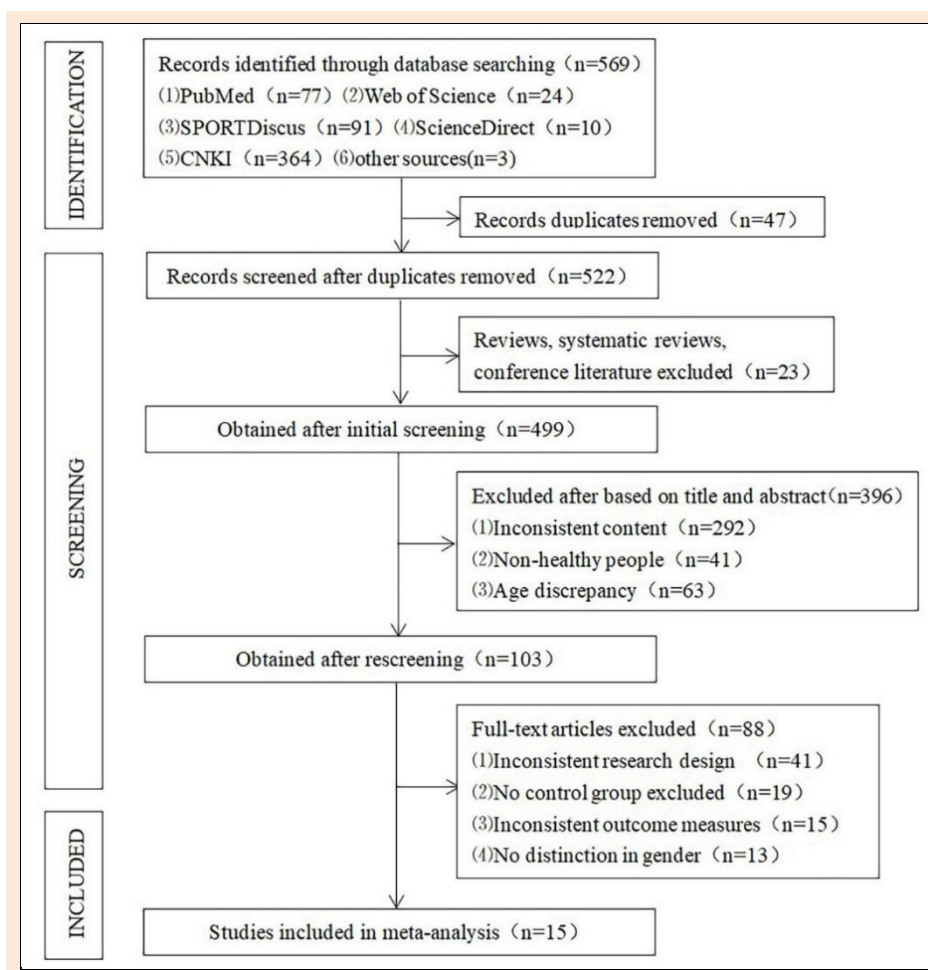 IDENTIFICATION
Records identified through database searching（n=569）
⑴PubMed（n=77）⑵Web of Science（n=24）
⑶SPORTDiscus（n=91）⑷ScienceDirect（n=10）
⑸CNKI（n=364）⑹other sources(n=3)
Records duplicates removed（n=47）
SCREENING
Records screened after duplicates removed（n=522）
Reviews, systematic reviews,
conference literature excluded（n=23）
Obtained after initial screening（n=499）
Excluded after based on title and abstract(n=396）
⑴Inconsistent content（n=292）
⑵Non-healthy people（n=41）
⑶Age discrepancy（n=63）
Obtained after rescreening（n=103）
Full-text articles excluded（n=88）
⑴Inconsistent research design （n=41）
⑵No control group excluded（n=19）
⑶Inconsistent outcome measures（n=15）
⑷No distinction in gender（n=13）
INCLUDED
Studies included in meta-analysis（n=15）